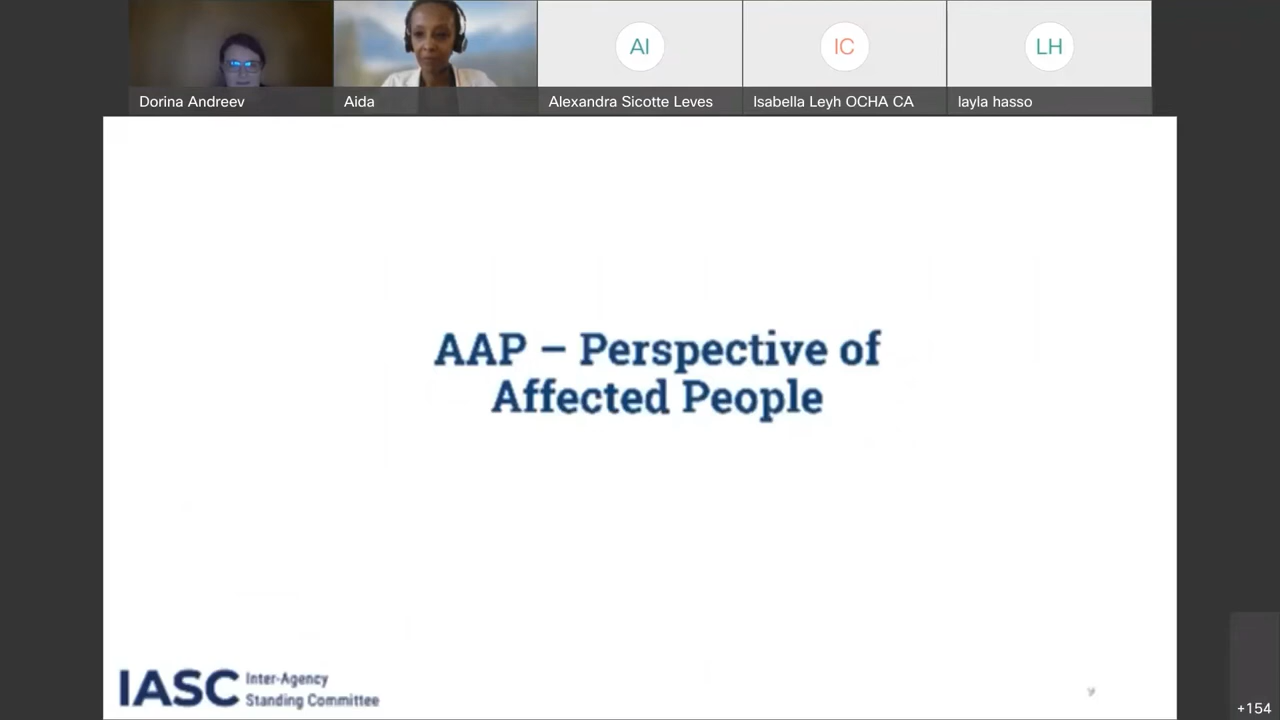 Dorina Andreev
Aida
AI
Alexandra Sicotte Leves
IC
Isabella Leyh OCHA CA
LH
layla hasso
AAP – Perspective of
Affected People
IASC
Inter-Agency
Standing Committee
+154